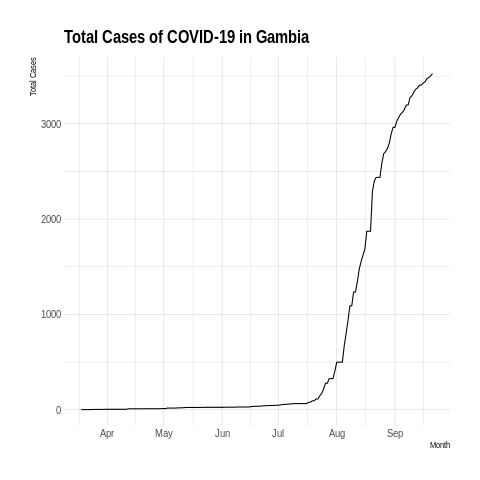 Total Cases of COVID-19 in Gambia
Total Cases
3000
2000
1000
0
Apr May Jun Jul Aug Sep
Month